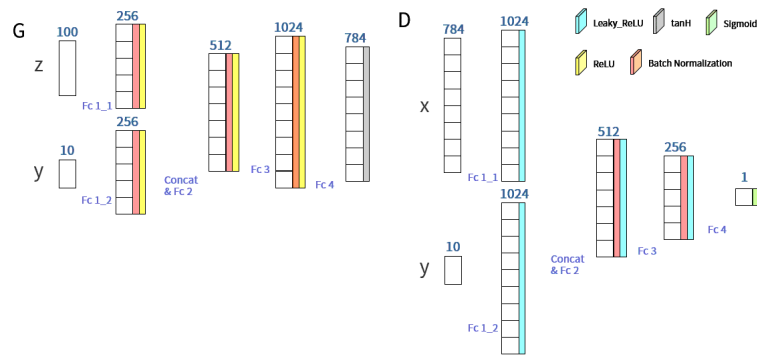 G
100
z
256
Fc 1_1
10
y
256
Fc 1_2
512
Concat
& Fc 2
1024
Fc 3
784
Fc 4
D
784
x
1024
Fc 1_1
10
y
1024
Fc 1_2
512
Concat
& Fc 2
256
Fc 3
1
Fc 4
Leaky_ReLU
tanH
Sigmoid
ReLU
Batch Normalization